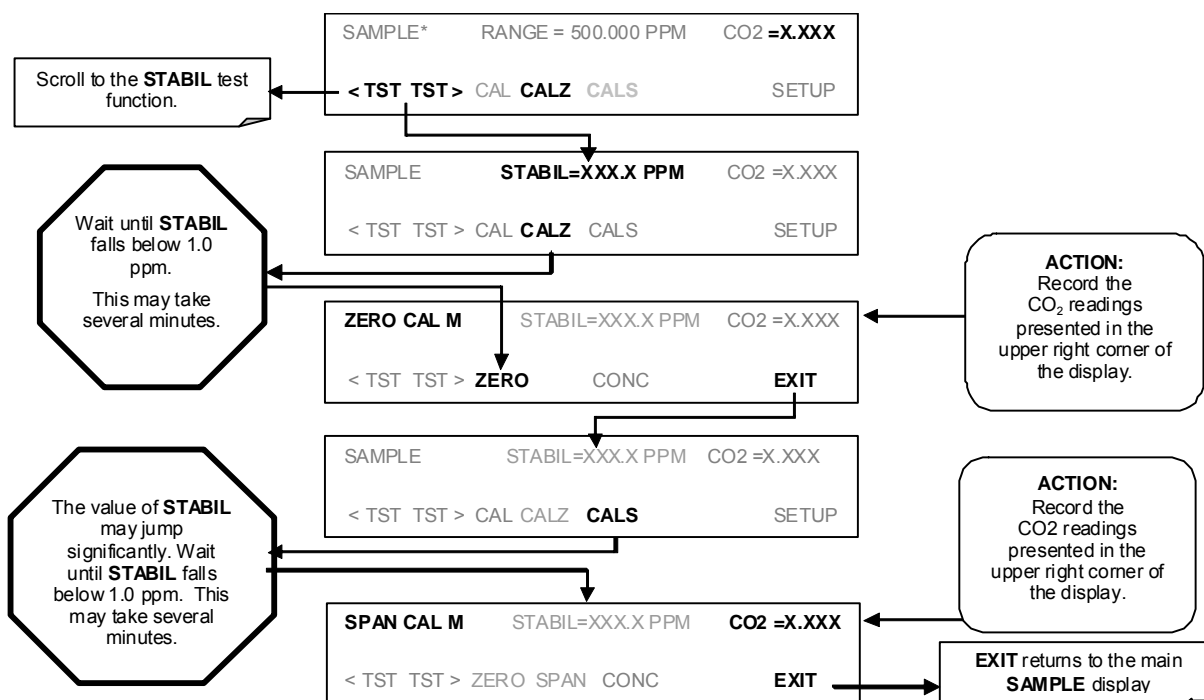 SAMPLE* RANGE = 500.000 PPM CO2 =X.XXX
< TST TST > CAL CALZ CALS SETUP
Scroll to the STABIL test
function.
SAMPLE STABIL=XXX.X PPM CO2 =X.XXX
< TST TST > CAL CALZ CALS SETUP
Wait until STABIL
falls below 1.0
ppm.
This may take
several minutes.
ZERO CAL M STABIL=XXX.X PPM CO2 =X.XXX
< TST TST > ZERO CONC EXIT
ACTION:
Record the
CO₂ readings
presented in the
upper right corner of
the display.
SAMPLE STABIL=XXX.X PPM CO2 =X.XXX
< TST TST > CAL CALZ CALS SETUP
The value of STABIL
may jump
significantly. Wait
until STABIL falls
below 1.0 ppm. This
may take several
minutes.
SPAN CAL M STABIL=XXX.X PPM CO2 =X.XXX
< TST TST > ZERO SPAN CONC EXIT
ACTION:
Record the
CO2 readings
presented in the
upper right corner of
the display.
EXIT returns to the main
SAMPLE display